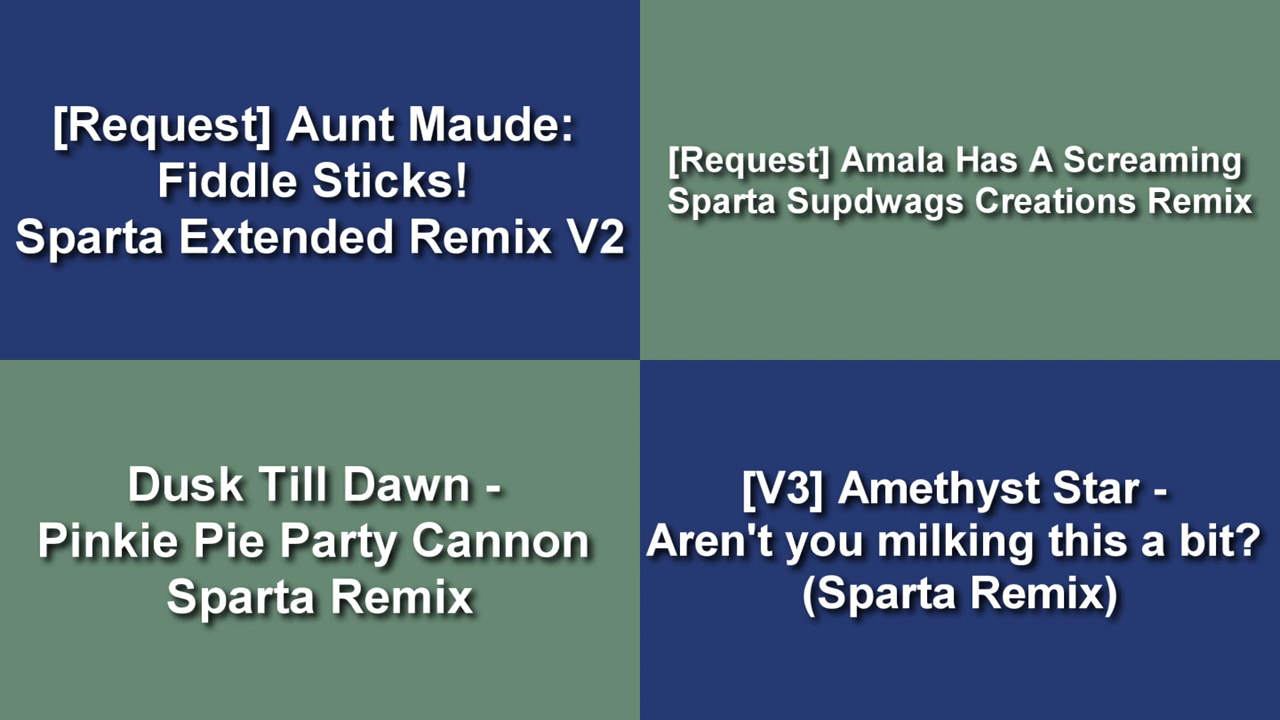 [Request] Aunt Maude:
Fiddle Sticks!
Sparta Extended Remix V2
[Request] Amala Has A Screaming
Sparta Supdwags Creations Remix
Dusk Till Dawn -
Pinkie Pie Party Cannon
Sparta Remix
[V3] Amethyst Star -
Aren't you milking this a bit?
(Sparta Remix)